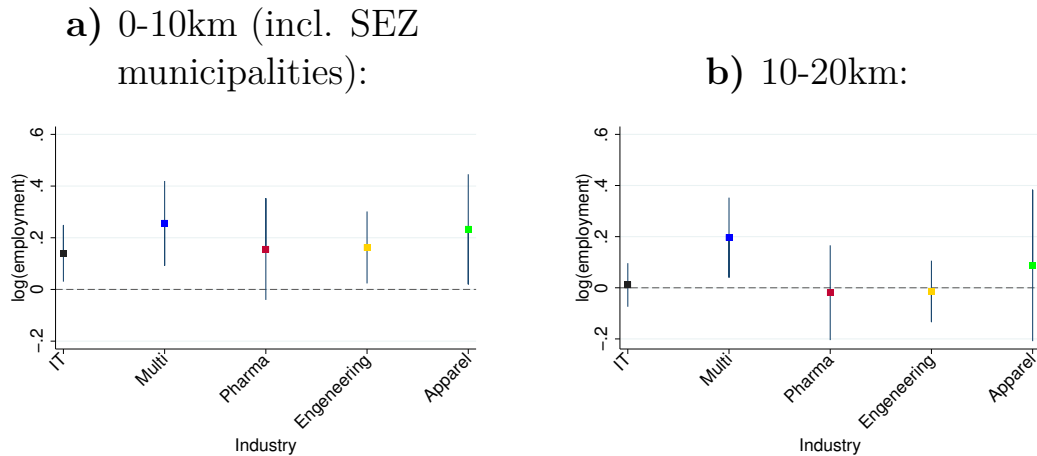 a) 0-10km (incl. SEZ
municipalities):
.6
.4
.2
0
-.2
log(employment)
IT
Multi
Pharma
Engeneering
Apparel
Industry
b) 10-20km:
.6
.4
.2
0
-.2
log(employment)
IT
Multi
Pharma
Engeneering
Apparel
Industry